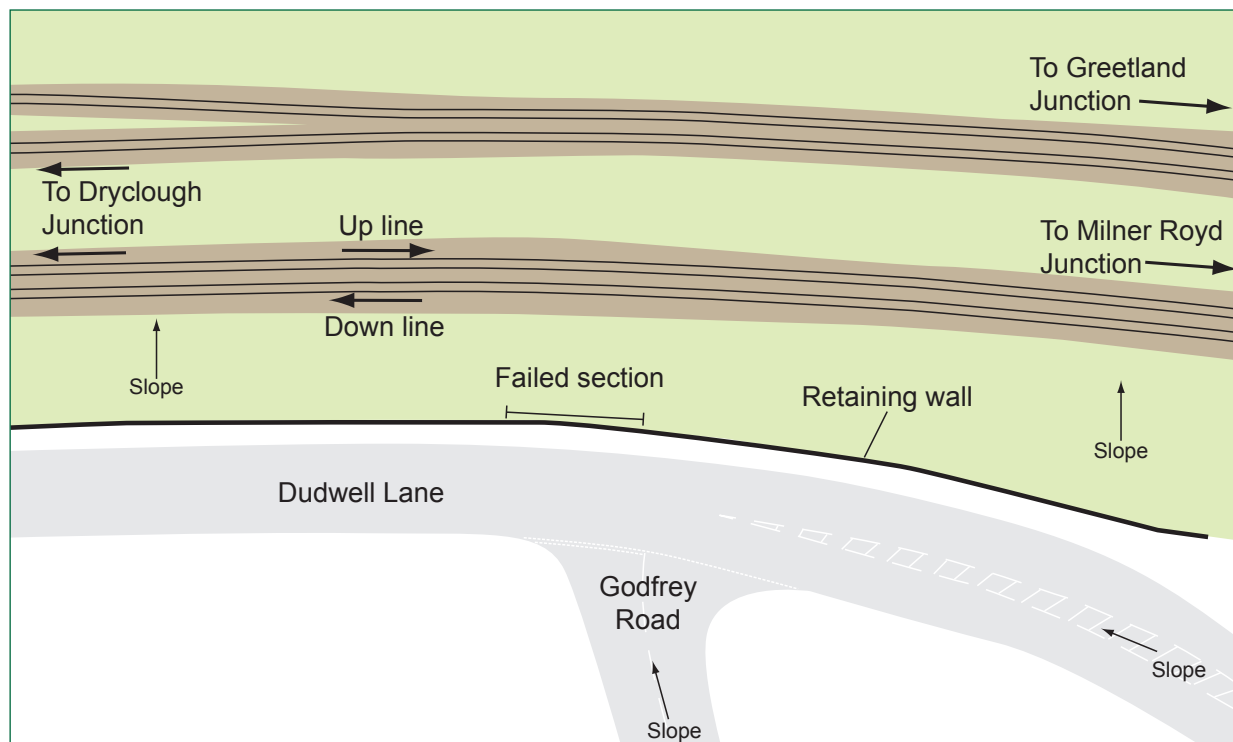 To Greetland
Junction
To Dryclough
Junction
Up line
To Milner Royd
Junction
Down line
Slope
Failed section
Retaining wall
Slope
Dudwell Lane
Godfrey
Road
Slope
Slope